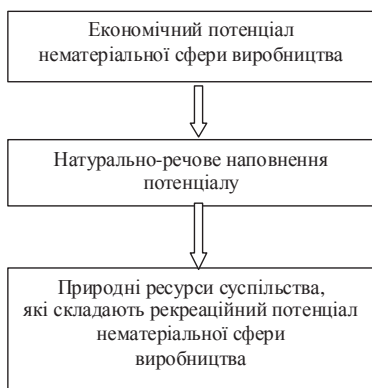 Економічний потенціал
нематеріальної сфери виробництва
Натурально-речове наповнення
потенціалу
Природні ресурси суспільства,
які складають рекреаційний потенціал
нематеріальної сфери
виробництва